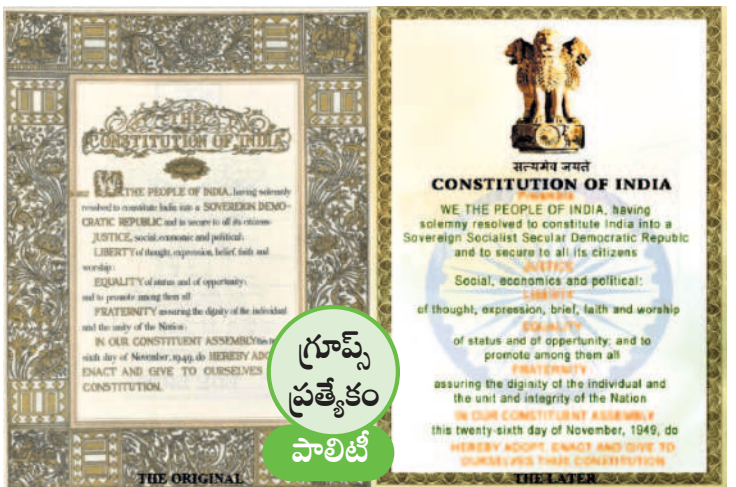 THE
CONSTITUTION OF INDIA
WE, THE PEOPLE OF INDIA, having solemnly
resolved to constitute India into a SOVEREIGN DEMO-
CRATIC REPUBLIC and to secure to all its citizens:
JUSTICE, social, economic and political;
LIBERTY of thought, expression, belief, faith and
worship;
EQUALITY of status and of opportunity;
and to promote among them all
FRATERNITY assuring the dignity of the individual
and the unity of the Nation;
IN OUR CONSTITUENT ASSEMBLY this
sixth day of November, 1949, do HEREBY ADO
ENACT AND GIVE TO OURSELVES
CONSTITUTION.
THE ORIGINAL
గ్రూప్స్
ప్రత్యేకం
పాలిటీ
सत्यमेव जयते
CONSTITUTION OF INDIA
WE THE PEOPLE OF INDIA, having
solemny resolved to constitute India into a
Sovereign Socialist Secular Democratic Republc
and to secure to all its citizens
JUSTICE
Social, economics and political:
LIBERTY
of thought, expression, brief, faith and worship
EQUALITY
of status and of opportunity; and to
promote among them all
FRATERNITY
assuring the diginity of the individual and
the unit and integrity of the Nation
IN OUR CONSTITUENT ASSEMBLY
this twenty-sixth day of November, 1949, do
HEREBY ADOPT, ENACT AND GIVE TO
OURSELVES THUS CONSTITUTION
THE LATER